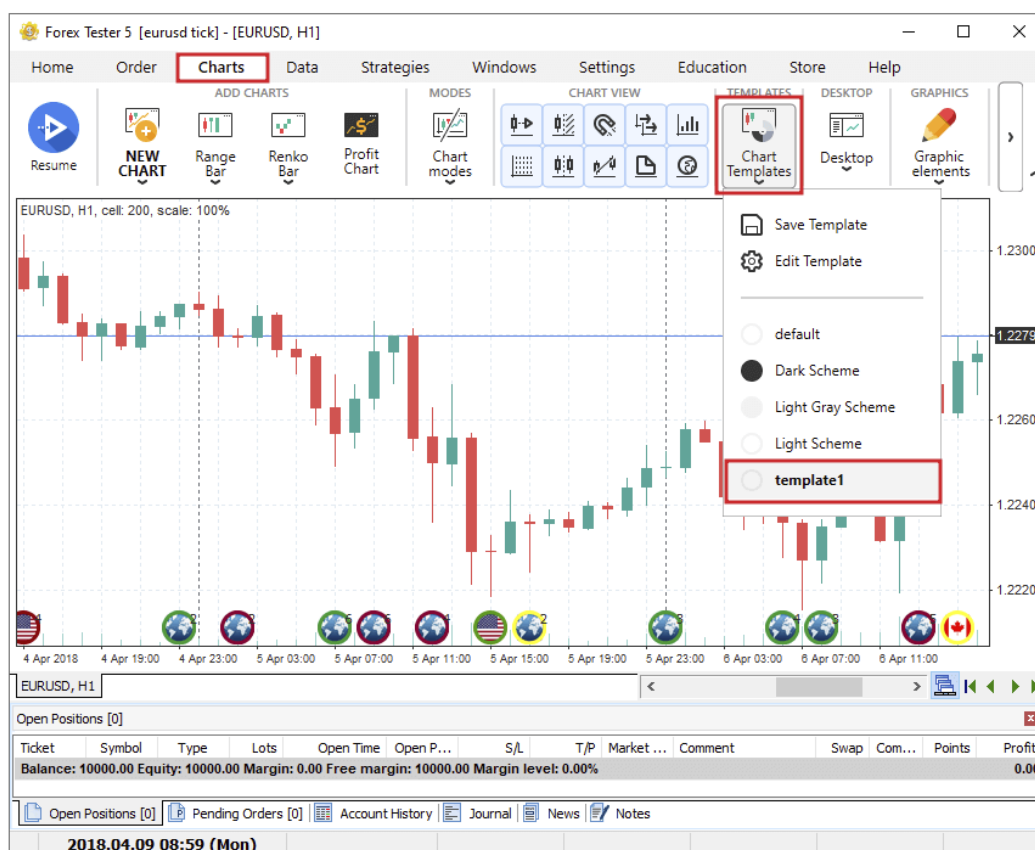 Forex Tester 5 [eurusd tick] - [EURUSD, H1]
Home Order Charts Data Strategies Windows Settings Education Store Help
ADD CHARTS MODES CHART VIEW TEMPLATES DESKTOP GRAPHICS
Resume
NEW CHART
Range Bar
Renko Bar
Profit Chart
Chart modes
Chart Templates
Desktop
Graphic elements
EURUSD, H1, cell: 200, scale: 100%
Save Template
Edit Template
default
Dark Scheme
Light Gray Scheme
Light Scheme
template1
1.2300
1.2279
1.2260
1.2240
1.2220
4 Apr 2018 4 Apr 19:00 4 Apr 23:00 5 Apr 03:00 5 Apr 07:00 5 Apr 11:00 5 Apr 15:00 5 Apr 19:00 5 Apr 23:00 6 Apr 03:00 6 Apr 07:00 6 Apr 11:00
EURUSD, H1
Open Positions [0]
Ticket Symbol Type Lots Open Time Open P... S/L T/P Market ... Comment Swap Com... Points Profit
Balance: 10000.00 Equity: 10000.00 Margin: 0.00 Free margin: 10000.00 Margin level: 0.00% 0.00
Open Positions [0] Pending Orders [0] Account History Journal News Notes
2018.04.09 08:59 (Mon)